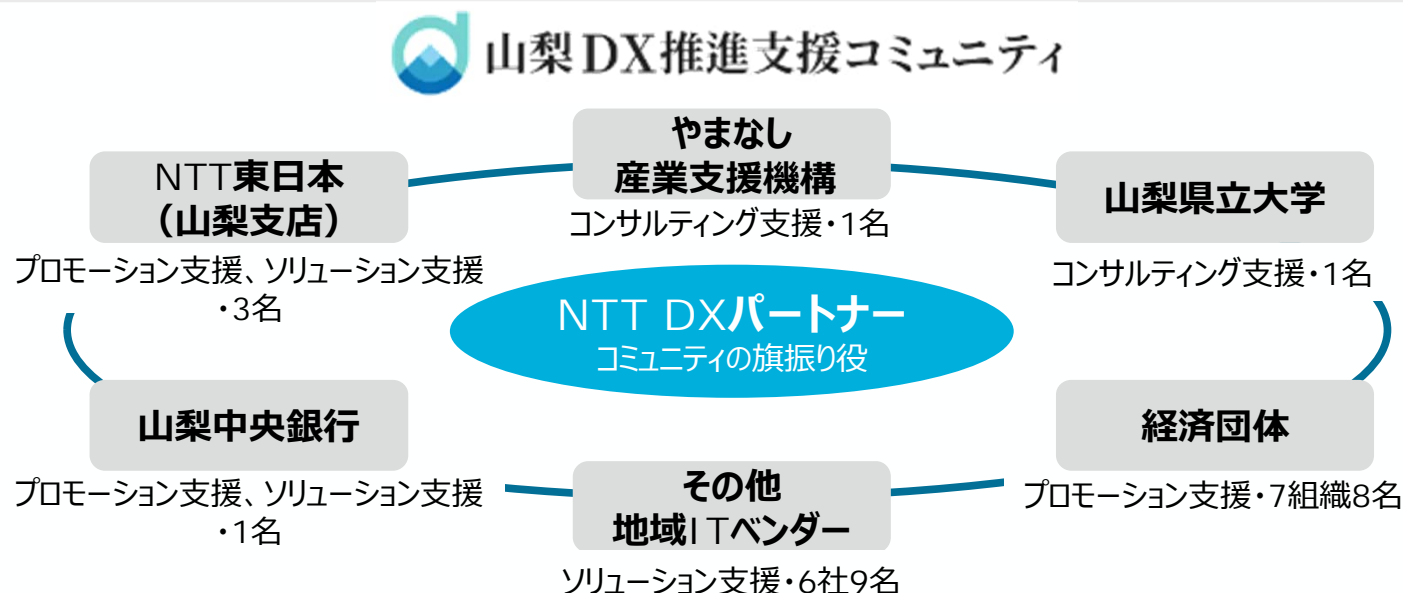 山梨DX推進支援コミュニティ
やまなし
産業支援機構
コンサルティング支援・1名
NTT東日本
（山梨支店）
プロモーション支援、ソリューション支援
・3名
山梨県立大学
コンサルティング支援・1名
NTT DXパートナー
コミュニティの旗振り役
山梨中央銀行
プロモーション支援、ソリューション支援
・1名
その他
地域ITベンダー
ソリューション支援・6社9名
経済団体
プロモーション支援・7組織8名